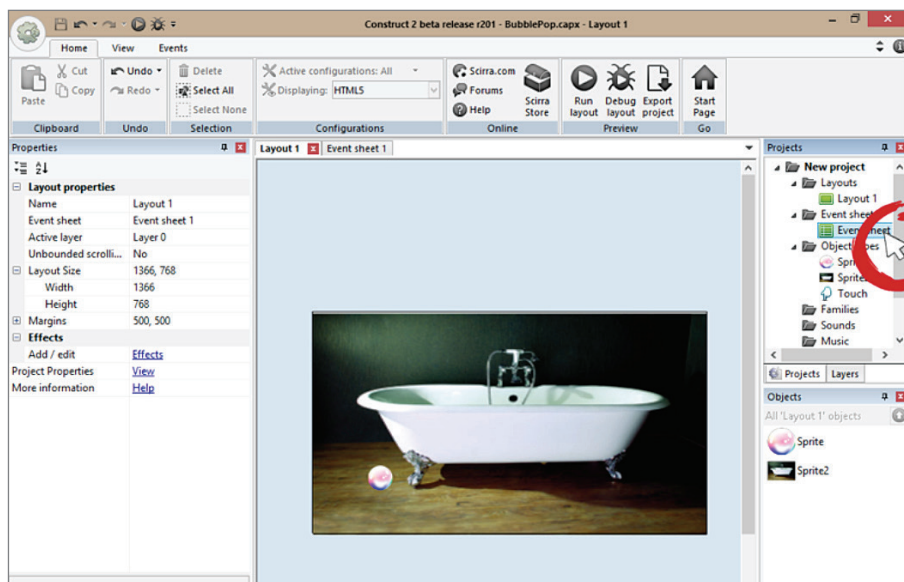 Construct 2 beta release r201 - BubblePop.capx - Layout 1
Home View Events
Paste
Cut
Copy
Clipboard
Undo
Redo
Undo
Delete
Select All
Select None
Selection
Active configurations: All
Displaying: HTML5
Configurations
Scirra.com
Forums
Help
Scirra Store
Online
Run layout
Debug layout
Export project
Preview
Start Page
Go
Properties
Layout properties
Name Layout 1
Event sheet Event sheet 1
Active layer Layer 0
Unbounded scrolli... No
Layout Size 1366, 768
Width 1366
Height 768
Margins 500, 500
Effects
Add / edit Effects
Project Properties View
More information Help
Layout 1 Event sheet 1
Projects
New project
Layouts
Layout 1
Event sheet
Touch
Families
Sounds
Music
Projects Layers
Objects
All 'Layout 1' objects
Sprite
Sprite2